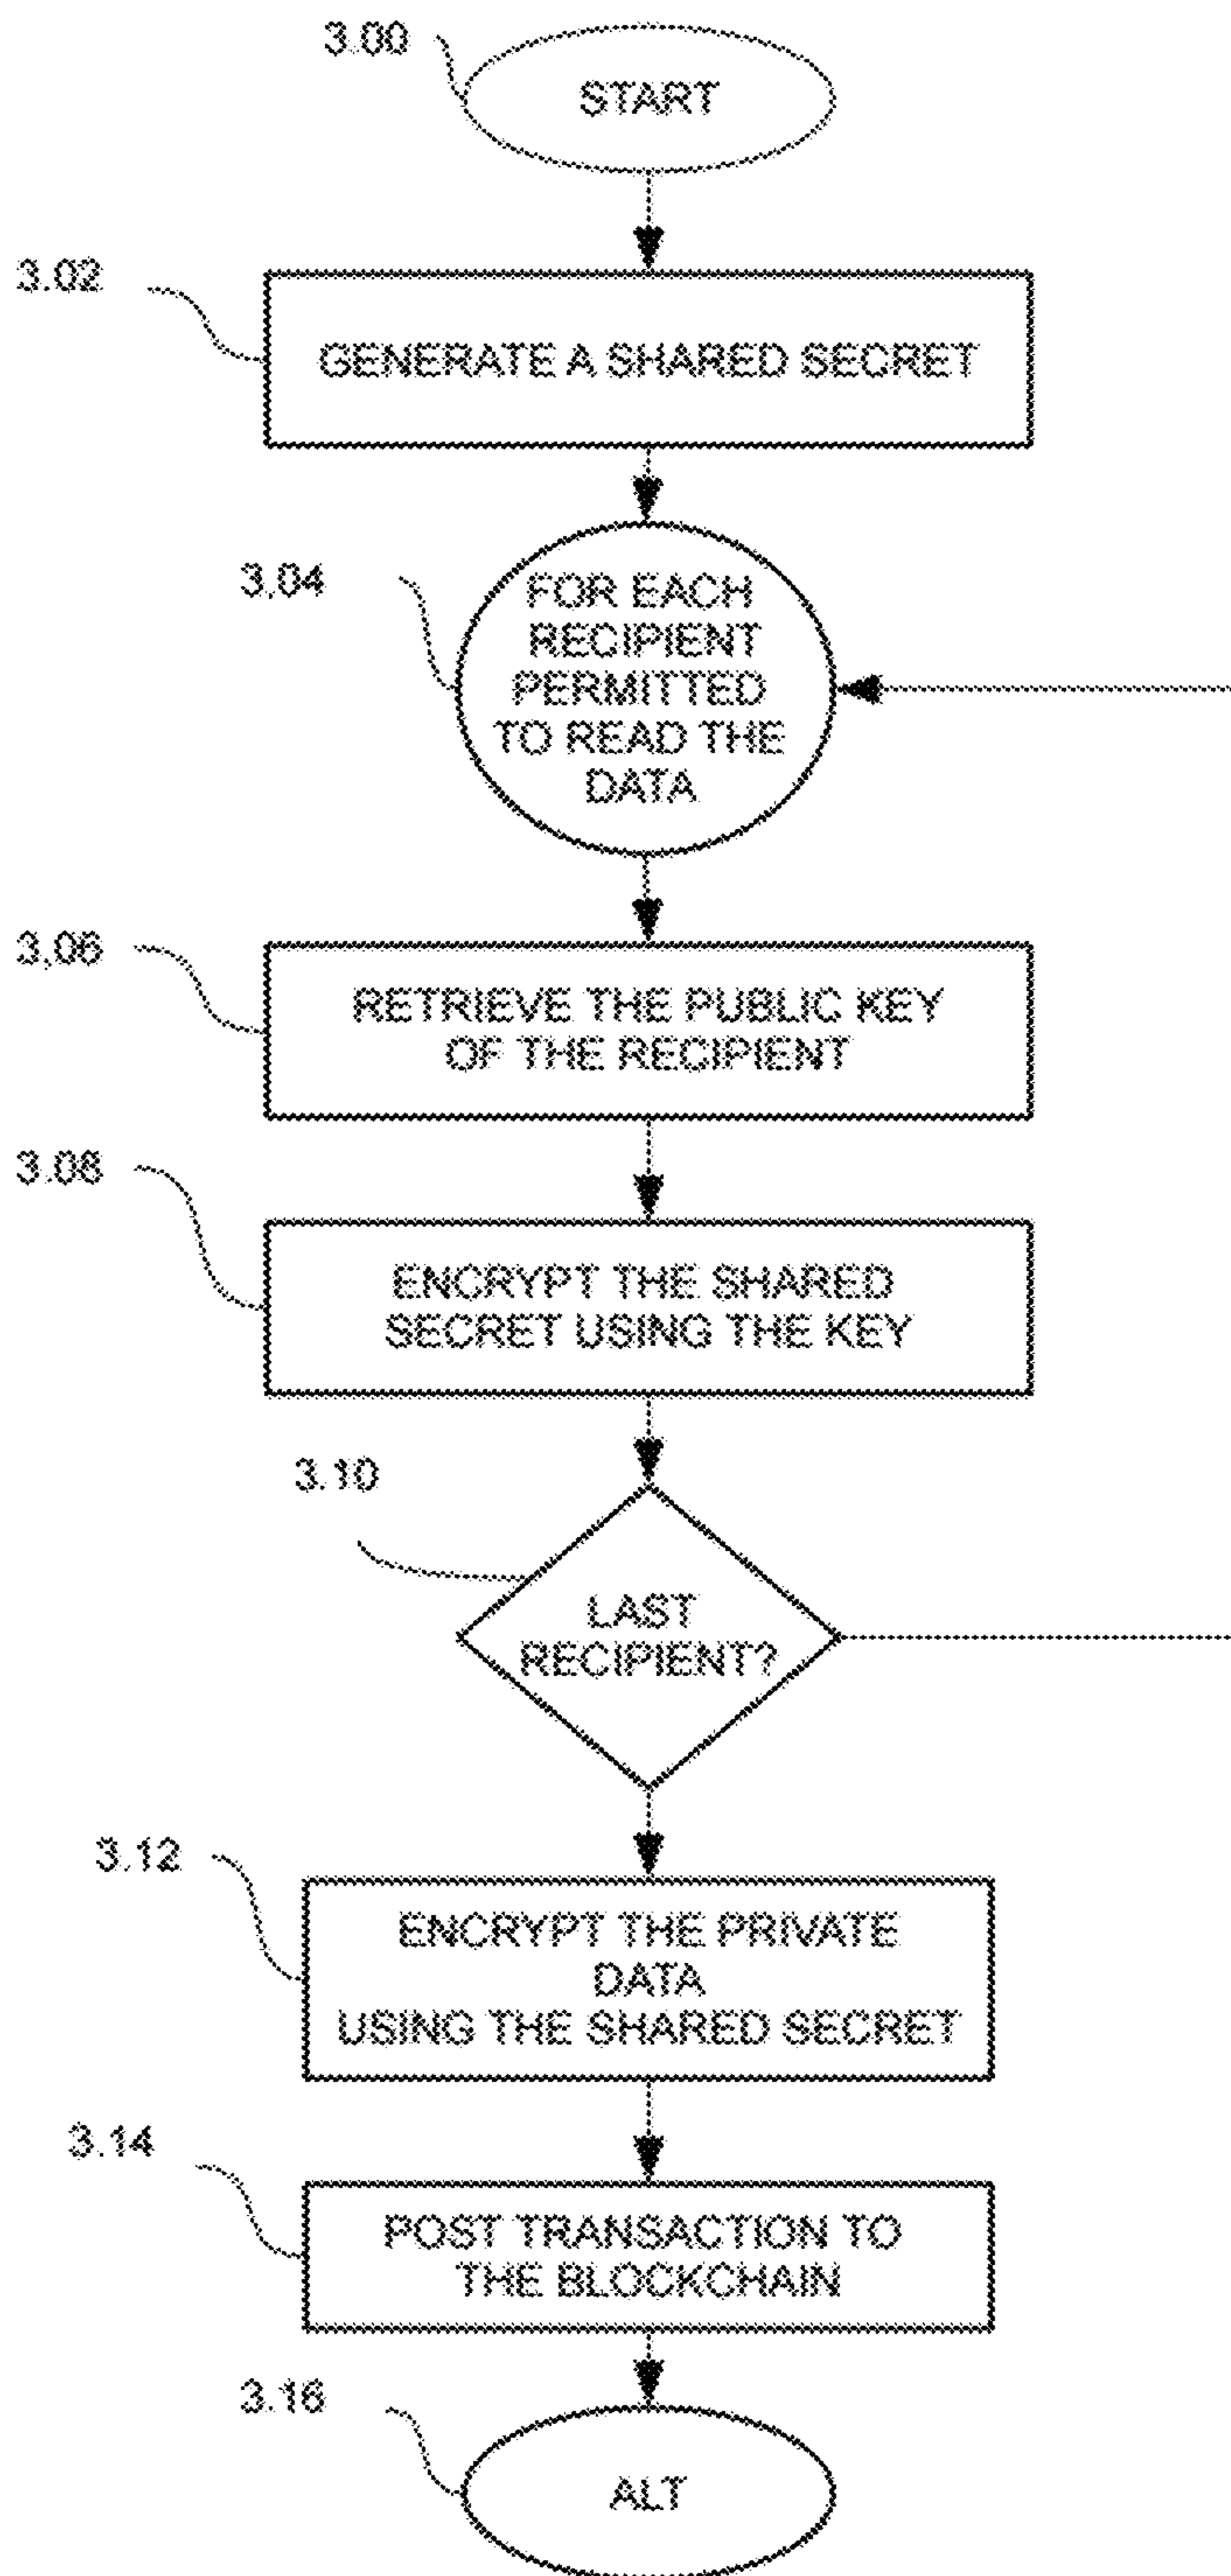 3.00
START
3.02
GENERATE A SHARED SECRET
3.04
FOR EACH
RECIPIENT
PERMITTED
TO READ THE
DATA
3.06
RETRIEVE THE PUBLIC KEY
OF THE RECIPIENT
3.08
ENCRYPT THE SHARED
SECRET USING THE KEY
3.10
LAST
RECIPIENT?
3.12
ENCRYPT THE PRIVATE
DATA
USING THE SHARED SECRET
3.14
POST TRANSACTION TO
THE BLOCKCHAIN
3.16
ALT